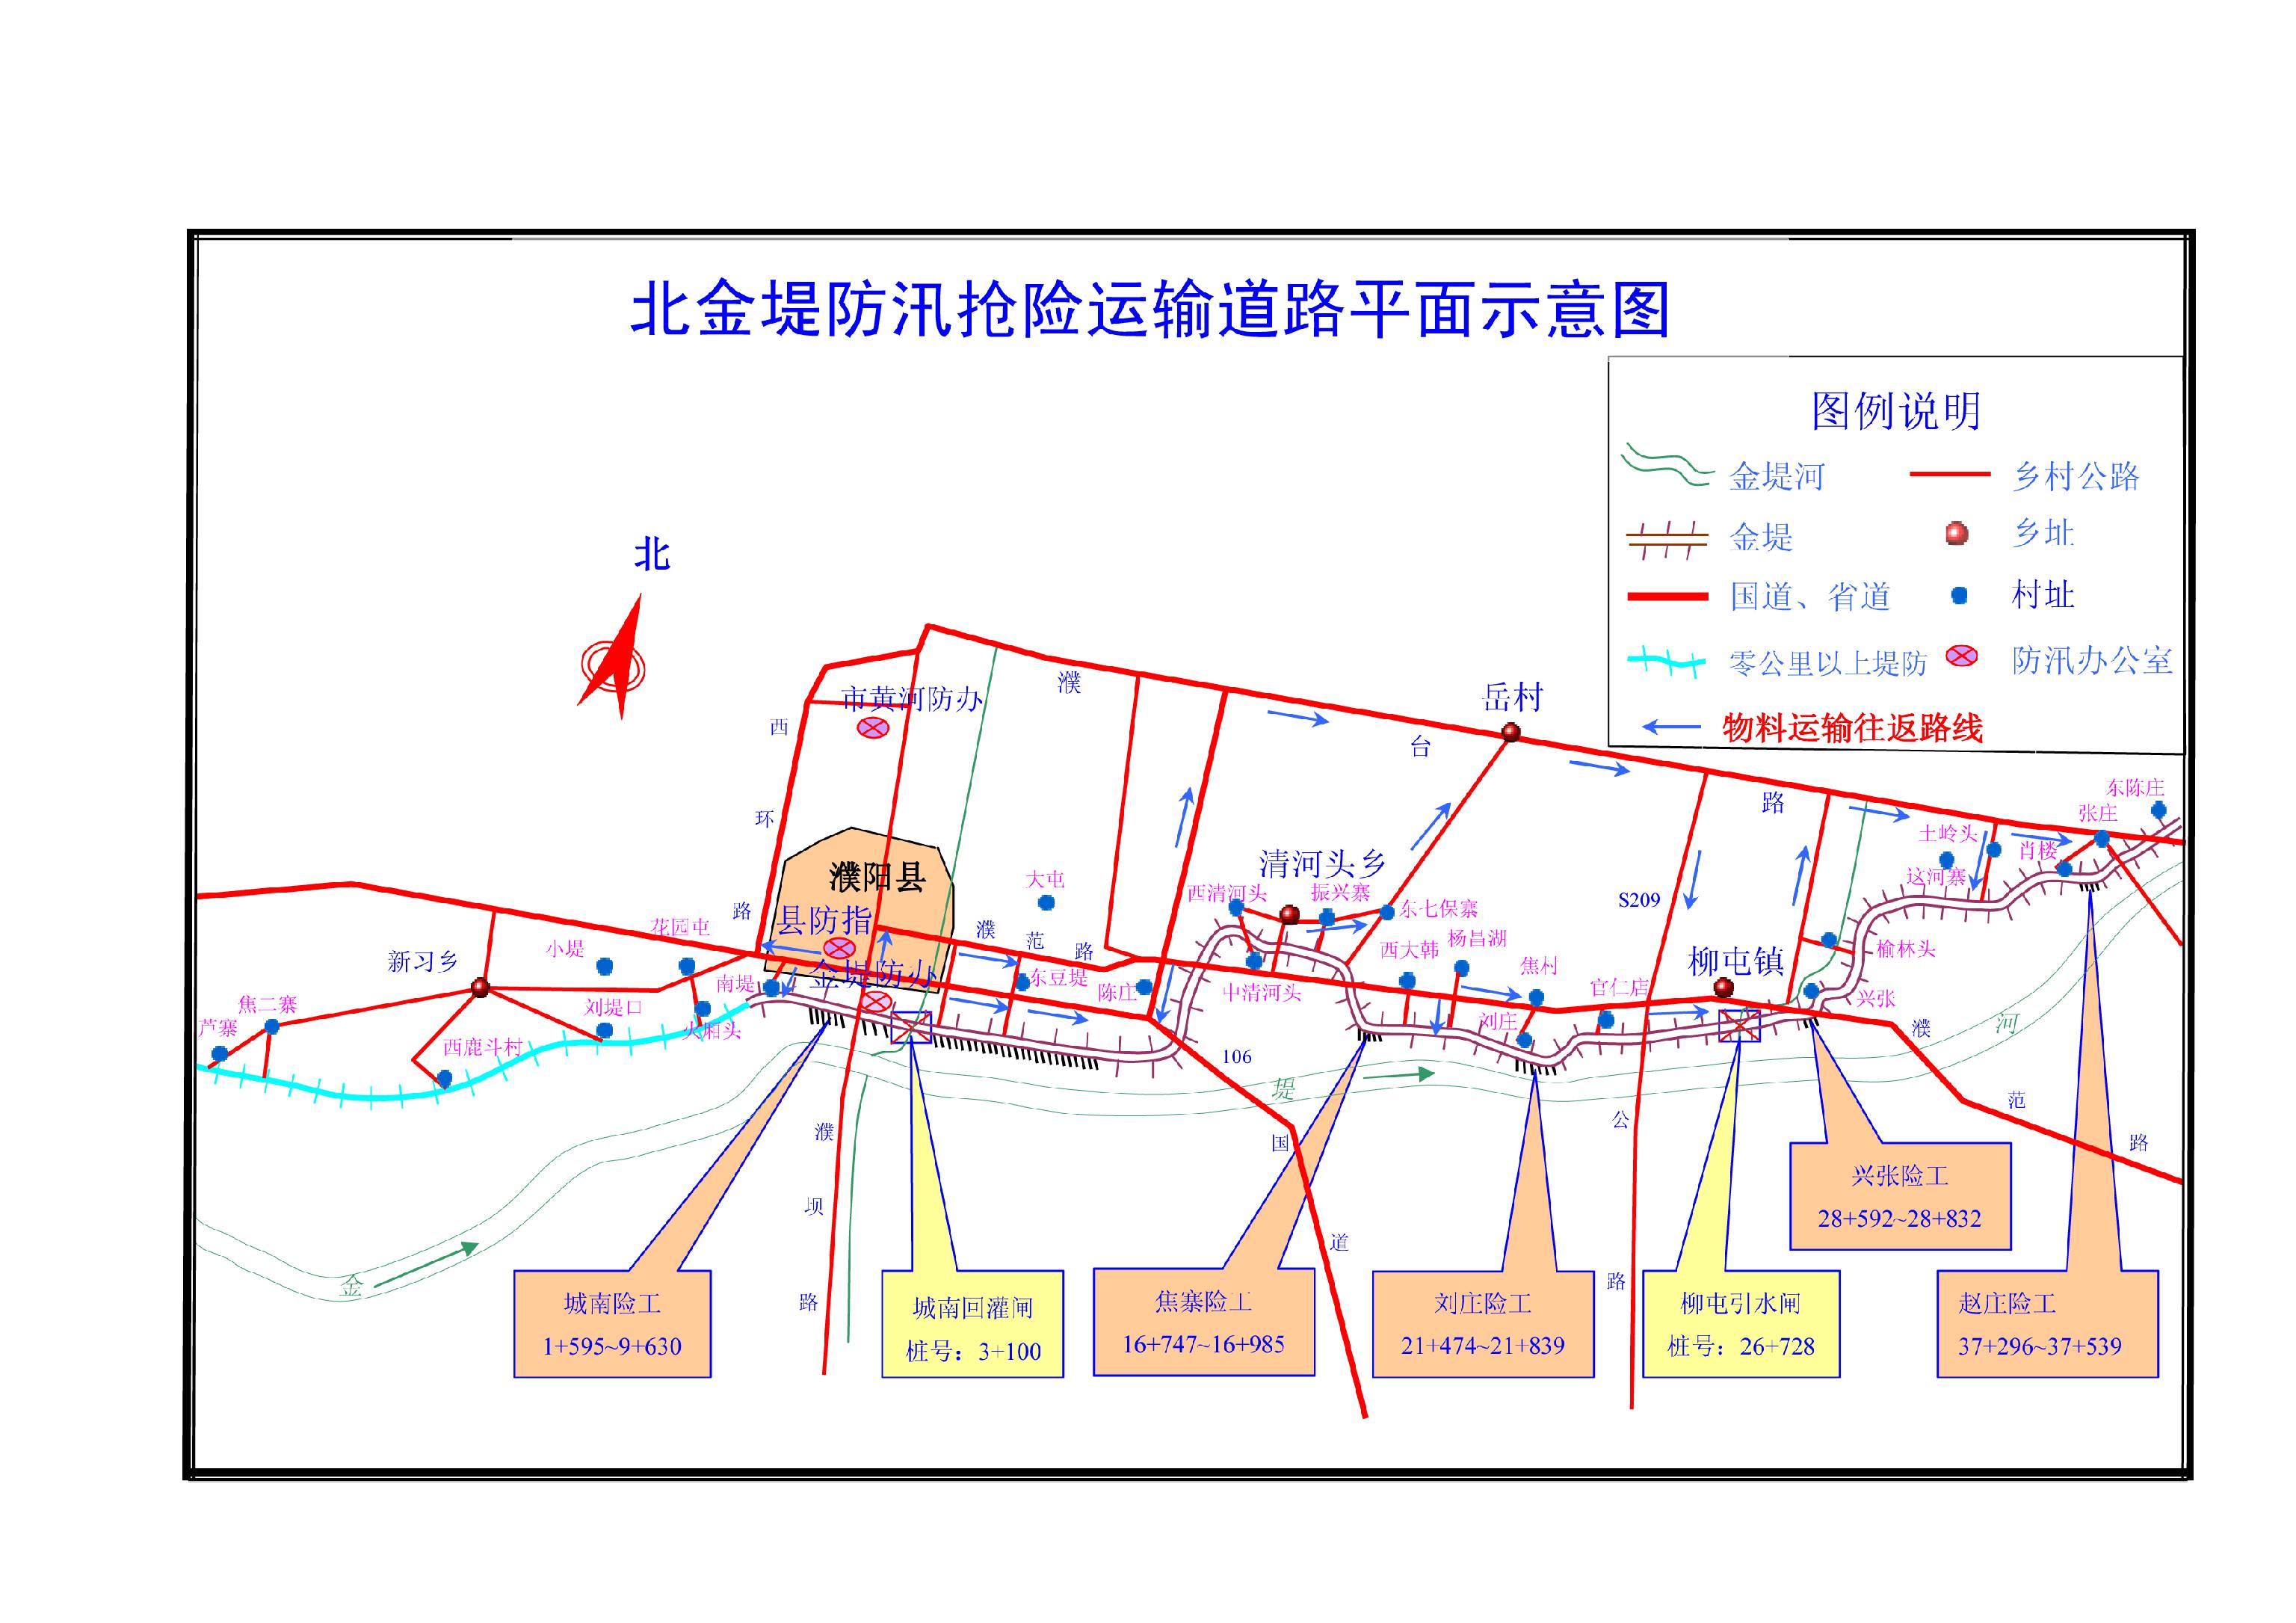 北金堤防汛抢险运输道路平面示意图
图例说明
金堤河
乡村公路
金堤
乡址
国道、省道
村址
零公里以上堤防
防汛办公室
物料运输往返路线
北
市黄河防办
濮
台
路
岳村
西
环
路
濮阳县
县防指
金堤防办
大屯
濮
范
路
清河头乡
西清河头
振兴寨
东七保寨
中清河头
西大韩
杨昌湖
焦村
刘庄
官仁店
S209
柳屯镇
东陈庄
张庄
土岭头
肖楼
这河寨
榆林头
兴张
花园屯
小堤
新习乡
南堤
东豆堤
陈庄
焦二寨
芦寨
刘堤口
火厢头
西鹿斗村
濮
范
路
河
堤
金
106
国
道
濮
坝
路
公
路
兴张险工
28+592~28+832
城南险工
1+595~9+630
城南回灌闸
桩号：3+100
焦寨险工
16+747~16+985
刘庄险工
21+474~21+839
柳屯引水闸
桩号：26+728
赵庄险工
37+296~37+539